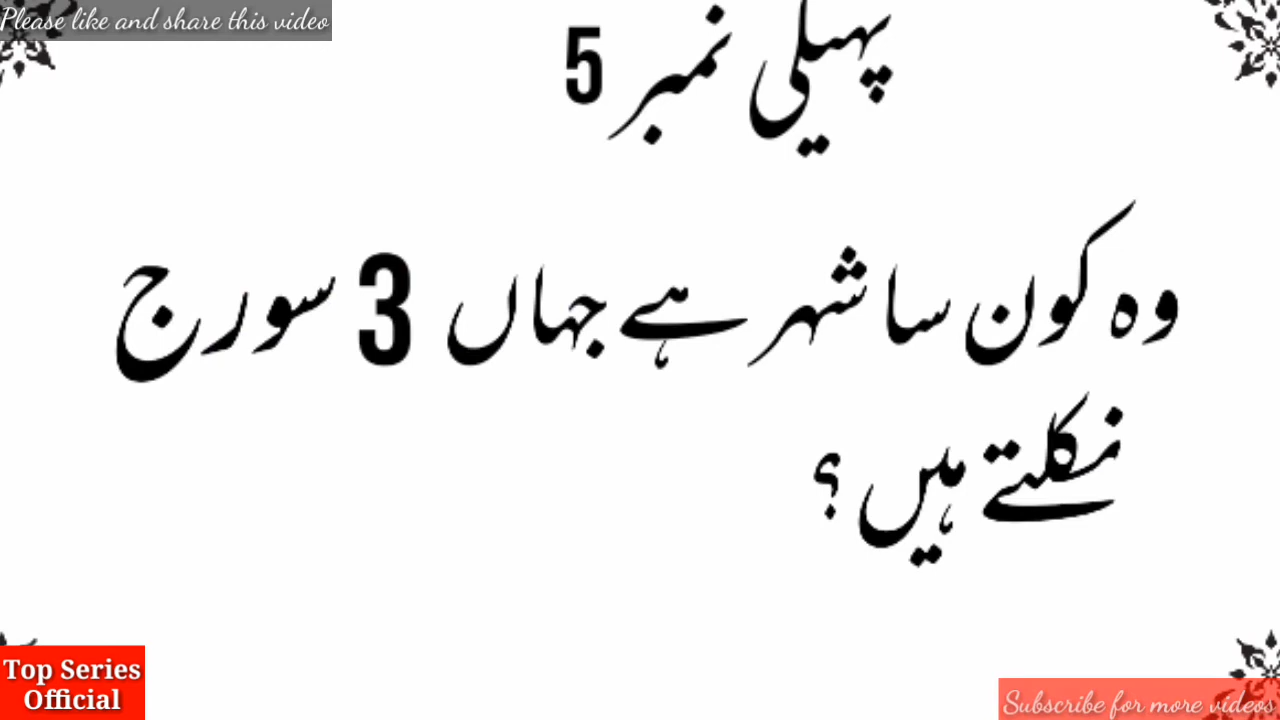 Please like and share this video
پہیلی نمبر 5
وہ کون سا شہر ہے جہاں 3 سورج
نکلتے ہیں ؟
Top Series
Official
Subscribe for more videos